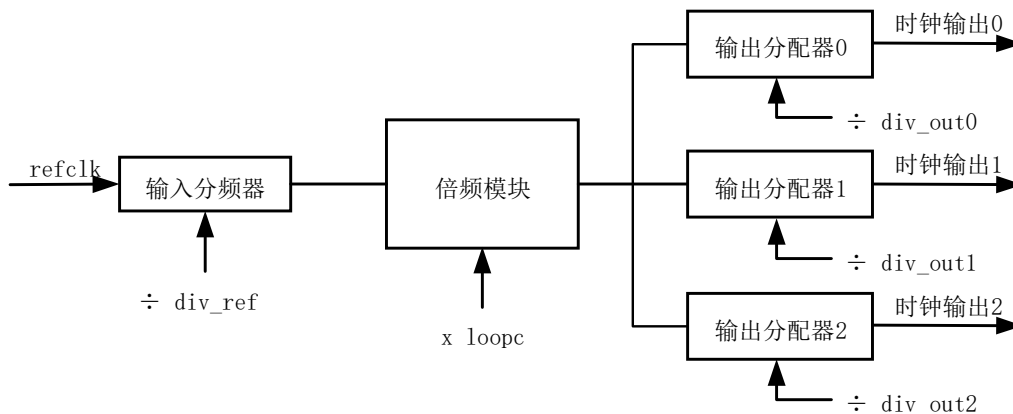 时钟输出0
输出分配器0
÷ div_out0
refclk
输入分频器
÷ div_ref
倍频模块
x loopc
时钟输出1
输出分配器1
÷ div_out1
时钟输出2
输出分配器2
÷ div_out2